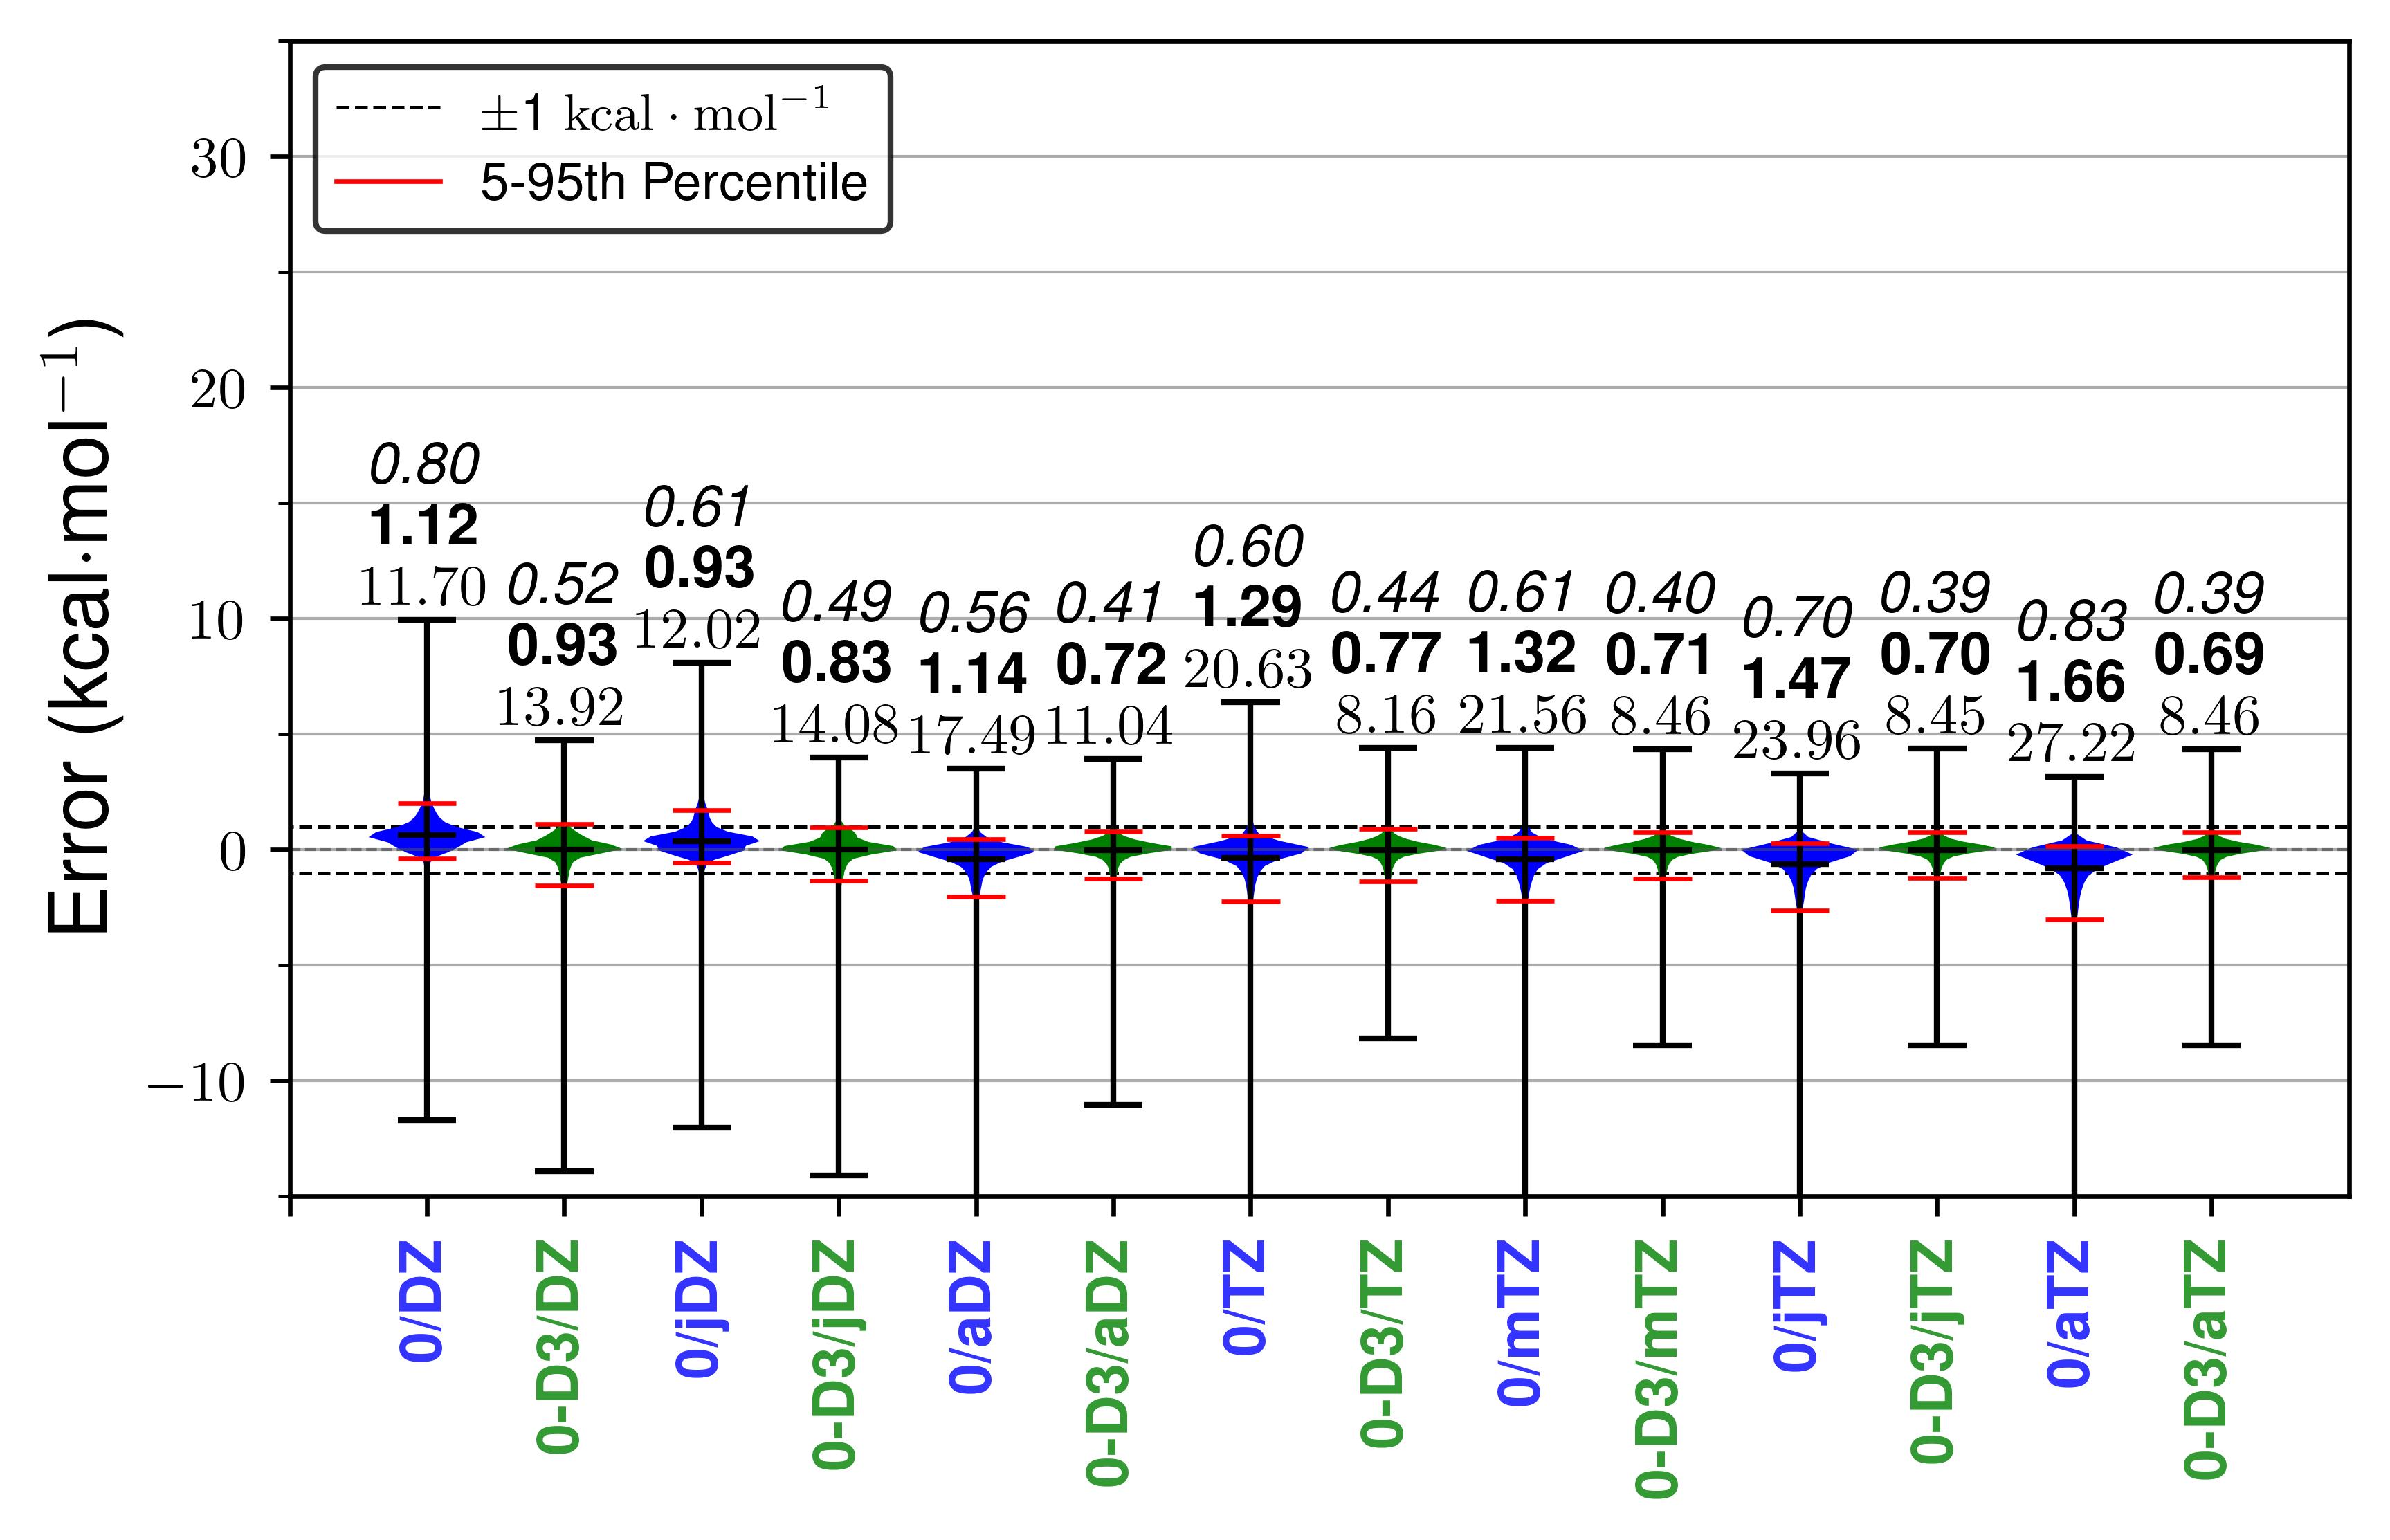 ±1 kcal · mol⁻¹
5-95th Percentile
Error (kcal·mol⁻¹)
30
20
10
0
−10
0.80
1.12
11.70
0.52
0.93
13.92
0.61
0.93
12.02
0.49
0.83
14.08
0.56
1.14
17.49
0.41
0.72
11.04
0.60
1.29
20.63
0.44
0.77
8.16
0.61
1.32
21.56
0.40
0.71
8.46
0.70
1.47
23.96
0.39
0.70
8.45
0.83
1.66
27.22
0.39
0.69
8.46
0/DZ
0-D3/DZ
0/jDZ
0-D3/jDZ
0/aDZ
0-D3/aDZ
0/TZ
0-D3/TZ
0/mTZ
0-D3/mTZ
0/jTZ
0-D3/jTZ
0/aTZ
0-D3/aTZ